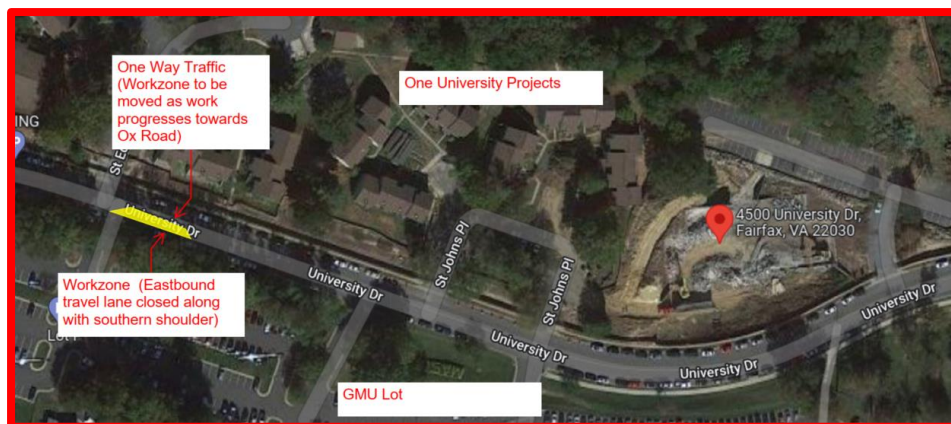 One Way Traffic
(Workzone to be
moved as work
progresses towards
Ox Road)
One University Projects
ING
4500 University Dr,
Fairfax, VA 22030
University Dr
Workzone (Eastbound
travel lane closed along
with southern shoulder)
University Dr
St Johns Pl
St Johns Pl
University Dr
University Dr
University Dr
GMU Lot